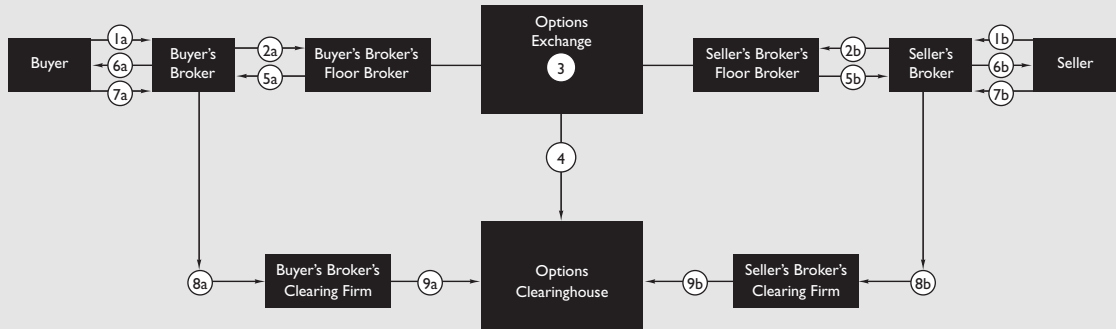 Options
Exchange
3
1a
6a
7a
Buyer
Buyer's
Broker
2a
5a
Buyer's Broker's
Floor Broker
Seller's Broker's
Floor Broker
2b
5b
Seller's
Broker
1b
6b
7b
Seller
4
8a
Buyer's Broker's
Clearing Firm
9a
Options
Clearinghouse
9b
Seller's Broker's
Clearing Firm
8b